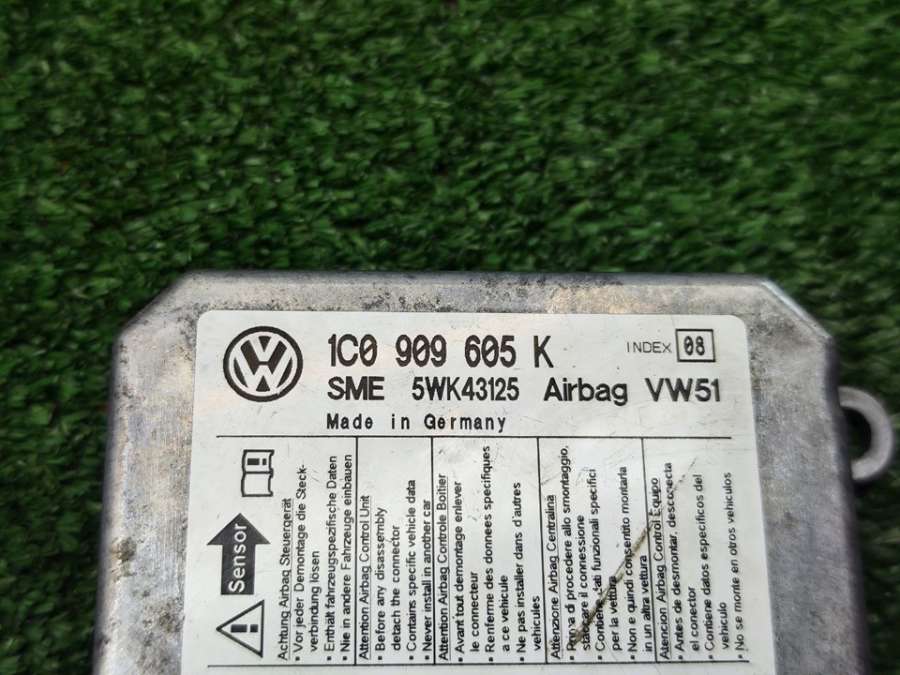 1C0 909 605 K
INDEX 08
SME 5WK43125 Airbag VW51
Made in Germany
Sensor
Achtung Airbag Steuergerät
• Vor jeder Demontage die Steck-
verbindung lösen
• Enthält fahrzeugspezifische Daten
• Nie in andere Fahrzeuge einbauen
Attention Airbag Control Unit
• Before any disassembly
detach the connector
• Contains specific vehicle data
• Never install in another car
Attention Airbag Controle Boîtier
• Avant tout demontage enlever
le connecteur
• Renferme des donnees specifiques
a ce vehicule
• Ne pas installer dans d'autres
vehicules
Attenzione Airbag Centralina
• Prima di procedere allo smontaggio,
staccare il connessione
• Contiene dati funzionali specifici
per la vettura
• Non e quindi consentito montarla
in un altra vettura
Atencion Airbag Control Equipo
• Antes de desmontar, desconecta
el conector
• Contiene datos especificos del
vehiculo
• No se monte en otros vehiculos